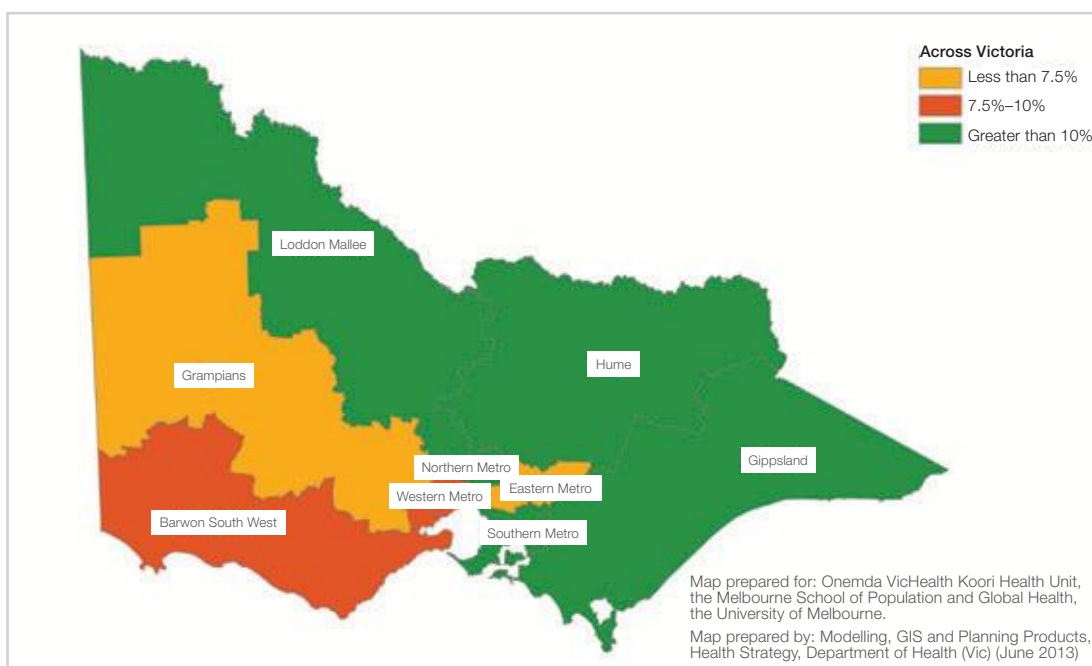 Across Victoria
Less than 7.5%
7.5%–10%
Greater than 10%
Loddon Mallee
Hume
Grampians
Gippsland
Northern Metro
Eastern Metro
Western Metro
Barwon South West
Southern Metro
Map prepared for: Onemda VicHealth Koori Health Unit,
the Melbourne School of Population and Global Health,
the University of Melbourne.
Map prepared by: Modelling, GIS and Planning Products,
Health Strategy, Department of Health (Vic) (June 2013)